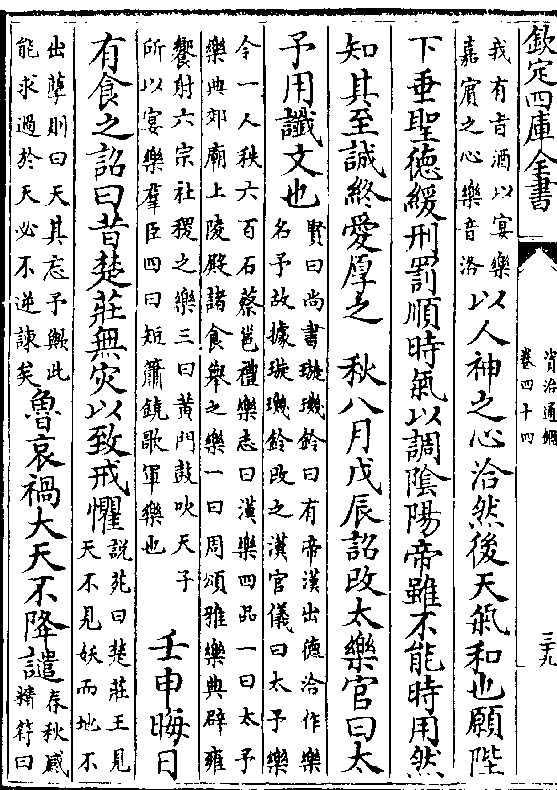 欽定四庫全書
資治通鑑
卷四十四
三十九
我有旨酒以宴樂
嘉賓之心樂音洛
以人神之心洽然後天氣和也願陛
下垂聖德緩刑罰順時氣以調陰陽帝雖不能時用然
知其至誠終愛厚之 秋八月戊辰詔改太樂官曰太
予用讖文也
賢曰尚書璇璣鈐曰有帝漢出德洽作樂
名予故據璇璣鈐改之漢官儀曰太予樂
令一人秩六百石蔡邕禮樂志曰漢樂四品一曰太予
樂典郊廟上陵殿諸食舉之樂一曰周頌雅樂典辟雍
饗射六宗社稷之樂三曰黃門鼓吹天子
所以宴樂羣臣四曰短簫鐃歌軍樂也
壬申晦日
有食之詔曰昔楚莊無災以致戒懼
說苑曰楚莊王見
天不見妖而地不
出孽則曰天其忘予歟此
能求過於天必不逆諫矣
魯哀禍大天不降譴
春秋感
精符曰